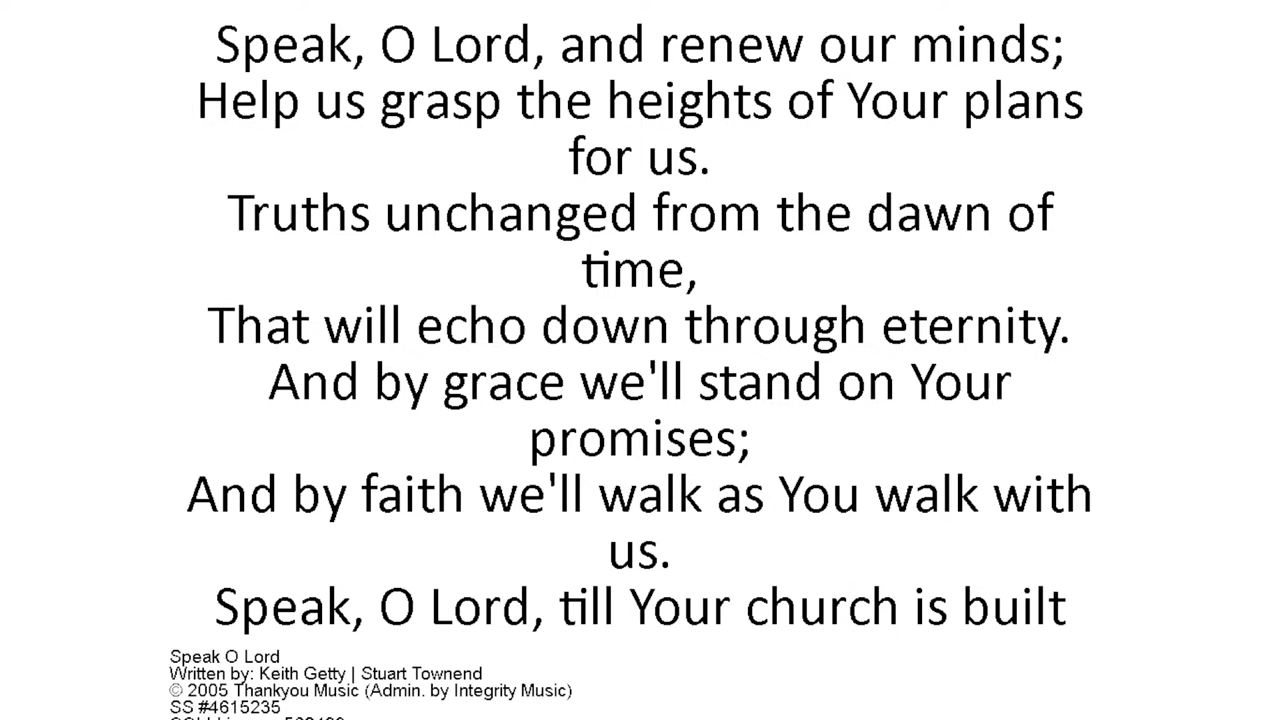 Speak, O Lord, and renew our minds;
Help us grasp the heights of Your plans
for us.
Truths unchanged from the dawn of
time,
That will echo down through eternity.
And by grace we'll stand on Your
promises;
And by faith we'll walk as You walk with
us.
Speak, O Lord, till Your church is built
Speak O Lord
Written by: Keith Getty | Stuart Townend
© 2005 Thankyou Music (Admin. by Integrity Music)
SS #4615235